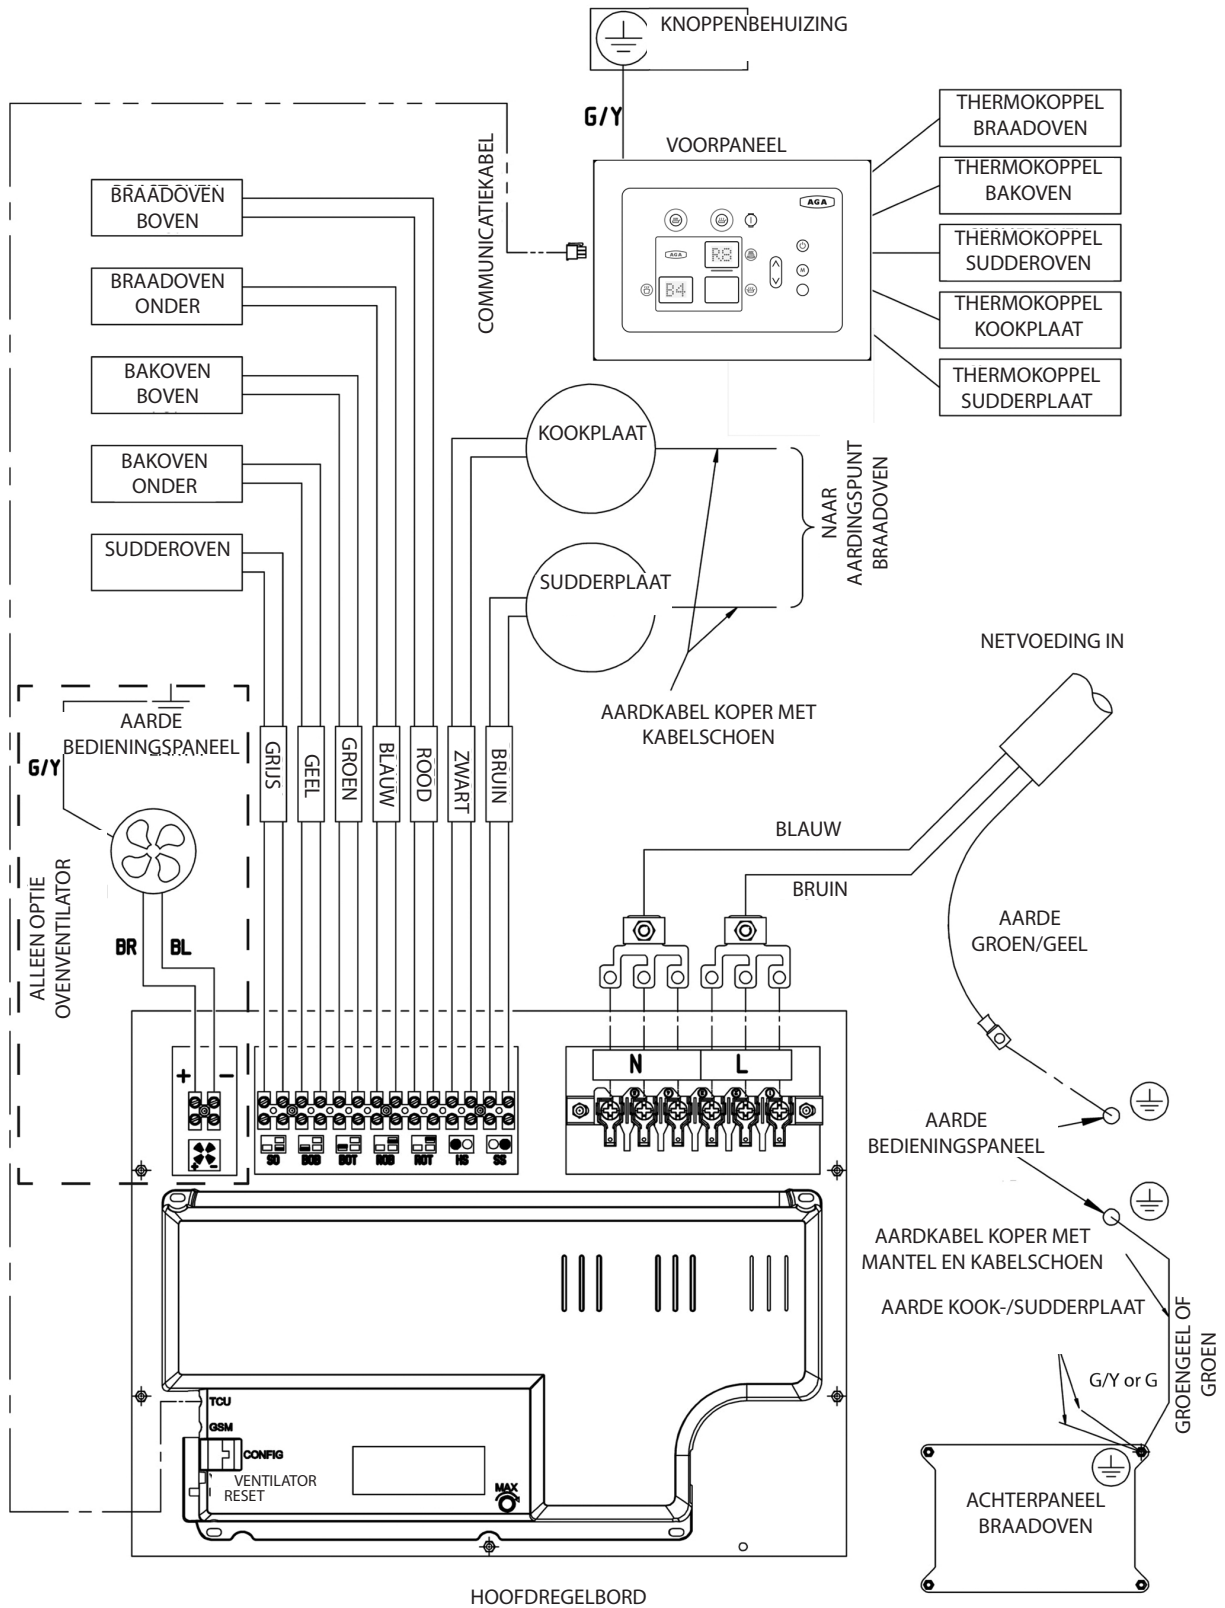 KNOPPENBEHUIZING
G/Y
VOORPANEEL
COMMUNICATIEKABEL
AGA
AGA
R8
B4
M
THERMOKOPPEL
BRAADOVEN
THERMOKOPPEL
BAKOVEN
THERMOKOPPEL
SUDDEROVEN
THERMOKOPPEL
KOOKPLAAT
THERMOKOPPEL
SUDDERPLAAT
BRAADOVEN
BOVEN
BRAADOVEN
ONDER
BAKOVEN
BOVEN
BAKOVEN
ONDER
SUDDEROVEN
KOOKPLAAT
SUDDERPLAAT
NAAR
AARDINGSPUNT
BRAADOVEN
AARDKABEL KOPER MET
KABELSCHOEN
NETVOEDING IN
AARDE
BEDIENINGSPANEEL
G/Y
ALLEEN OPTIE
OVENVENTILATOR
BR
BL
GRIJS
GEEL
GROEN
BLAUW
ROOD
ZWART
BRUIN
BLAUW
BRUIN
AARDE
GROEN/GEEL
N
L
+
−
+
−
SO
BOB
BOT
ROB
ROT
HS
SS
AARDE
BEDIENINGSPANEEL
AARDKABEL KOPER MET
MANTEL EN KABELSCHOEN
AARDE KOOK-/SUDDERPLAAT
G/Y or G
GROENGEEL OF
GROEN
TCU
GSM
CONFIG
VENTILATOR
RESET
MAX
ACHTERPANEEL
BRAADOVEN
HOOFDREGELBORD